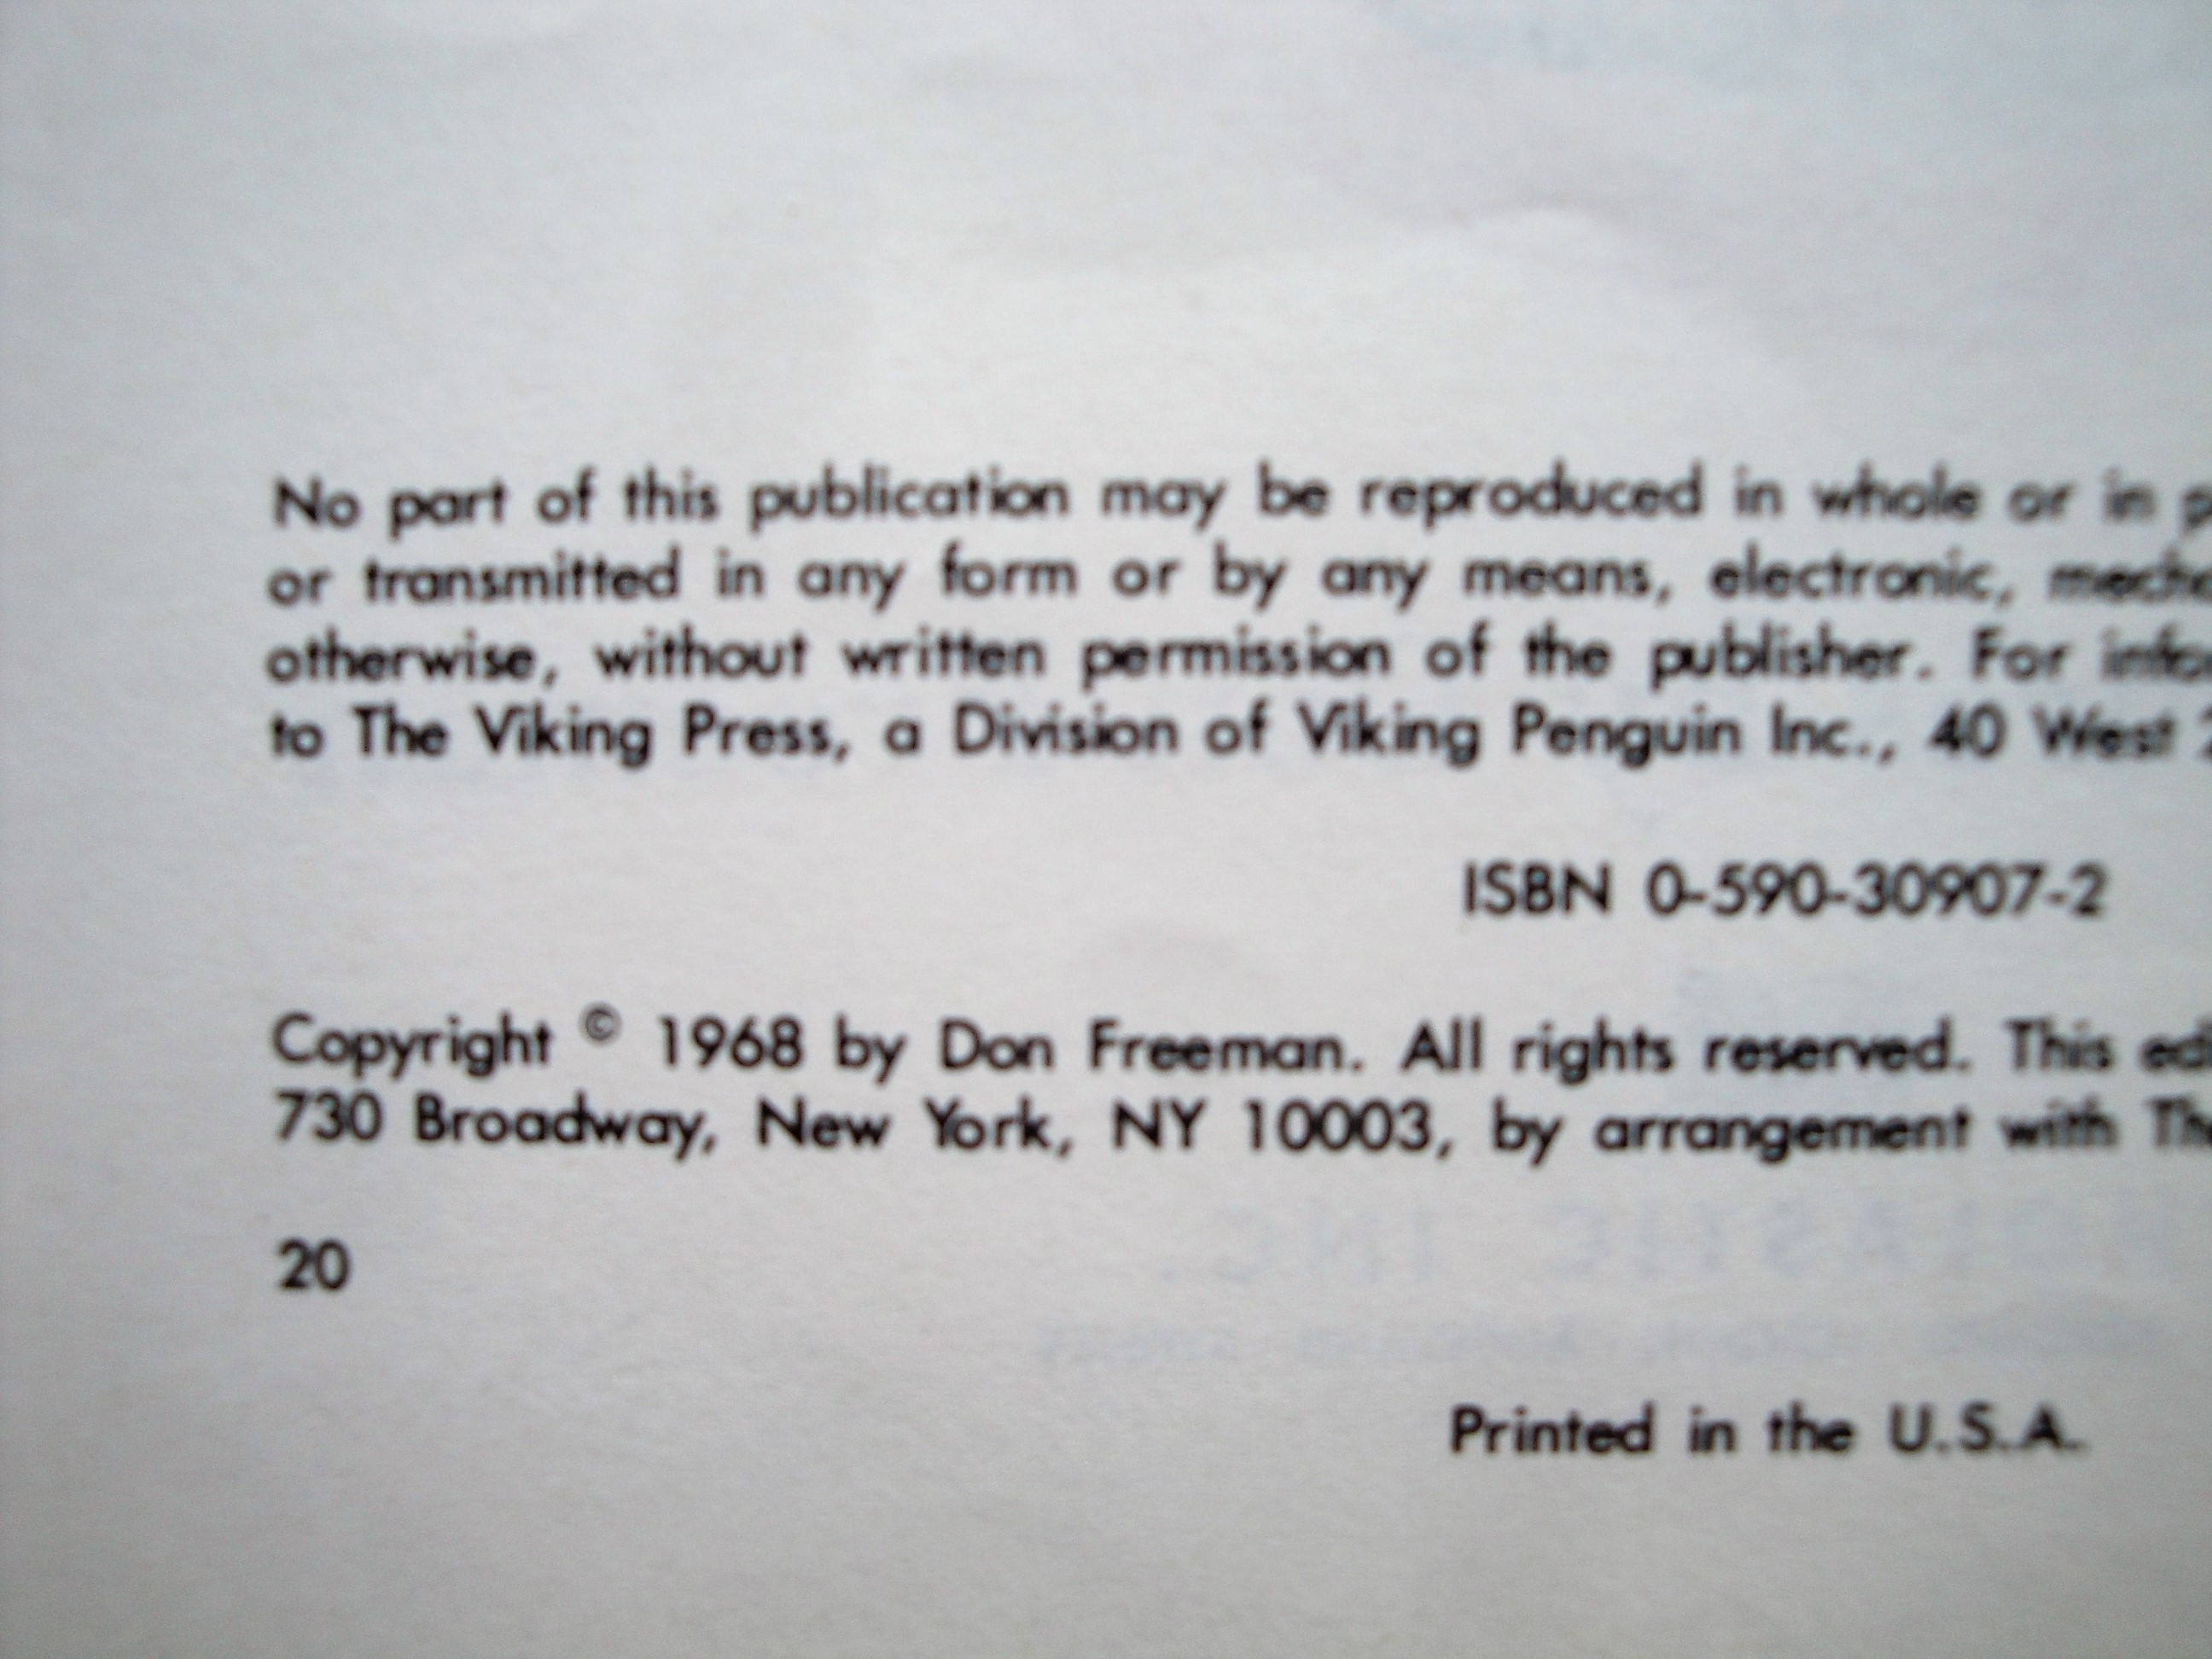 No part of this publication may be reproduced in whole or in
or transmitted in any form or by any means, electronic,
otherwise, without written permission of the publisher. For
to The Viking Press, a Division of Viking Penguin Inc., 40 West
ISBN 0-590-30907-2
Copyright © 1968 by Don Freeman. All rights reserved. This
730 Broadway, New York, NY 10003, by arrangement with
20
Printed in the U.S.A.